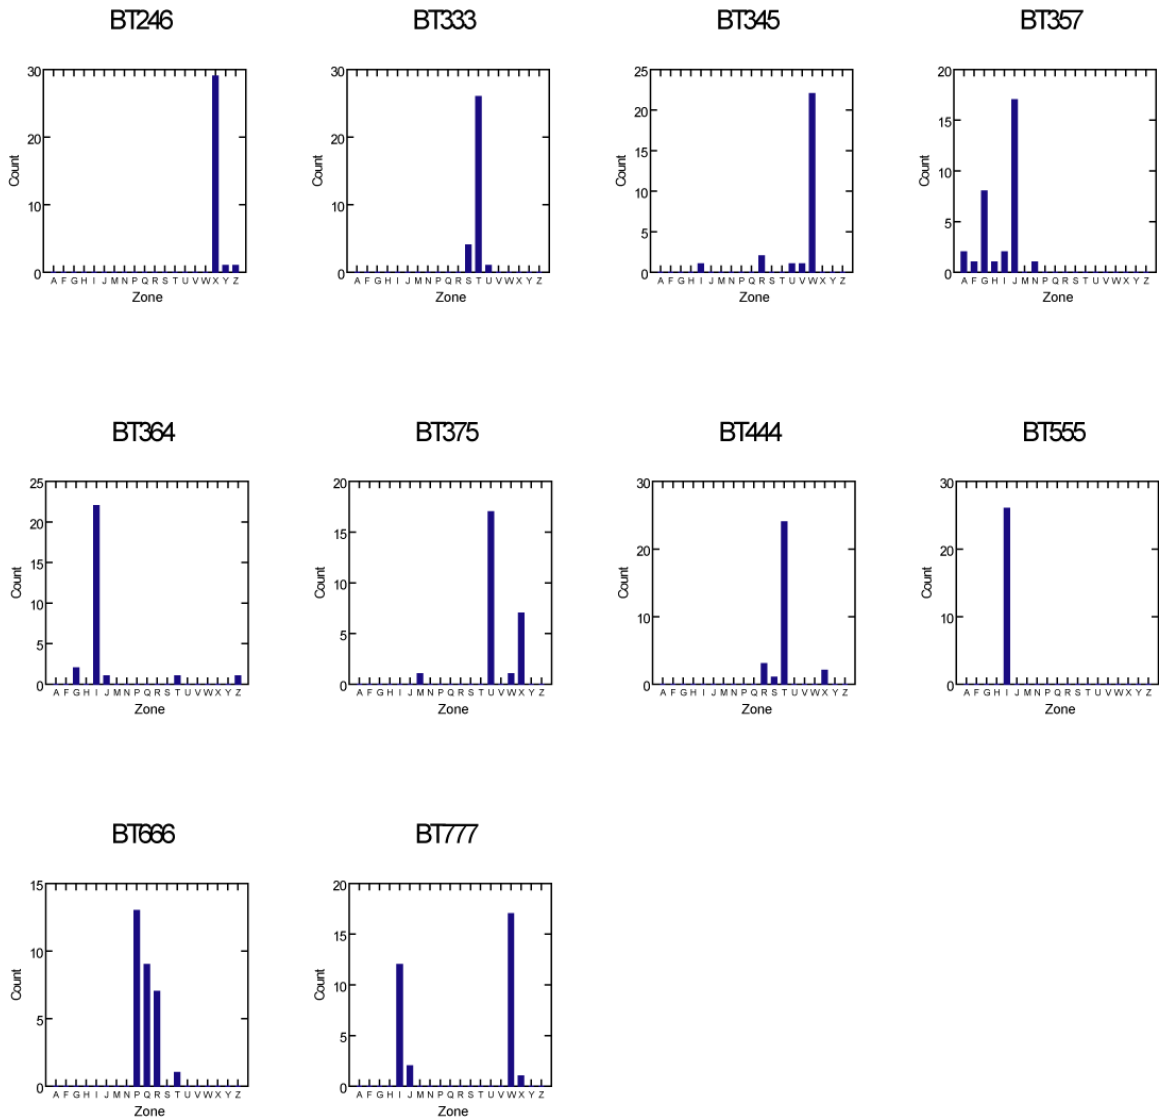 BT246 BT333 BT345 BT357
30 30 25 20
20 20 20 15
15 10
10 10 10 5
5
0 0 0 0
Count Count Count Count
A F G H I J M N P Q R S T U V W X Y Z A F G H I J M N P Q R S T U V W X Y Z A F G H I J M N P Q R S T U V W X Y Z A F G H I J M N P Q R S T U V W X Y Z
Zone Zone Zone Zone
BT364 BT375 BT444 BT555
25 20 30 30
20 15 20 20
15 10
10 5 10 10
5
0 0 0 0
Count Count Count Count
A F G H I J M N P Q R S T U V W X Y Z A F G H I J M N P Q R S T U V W X Y Z A F G H I J M N P Q R S T U V W X Y Z A F G H I J M N P Q R S T U V W X Y Z
Zone Zone Zone Zone
BT666 BT777
15 20
10 15
10
5 5
0 0
Count Count
A F G H I J M N P Q R S T U V W X Y Z A F G H I J M N P Q R S T U V W X Y Z
Zone Zone